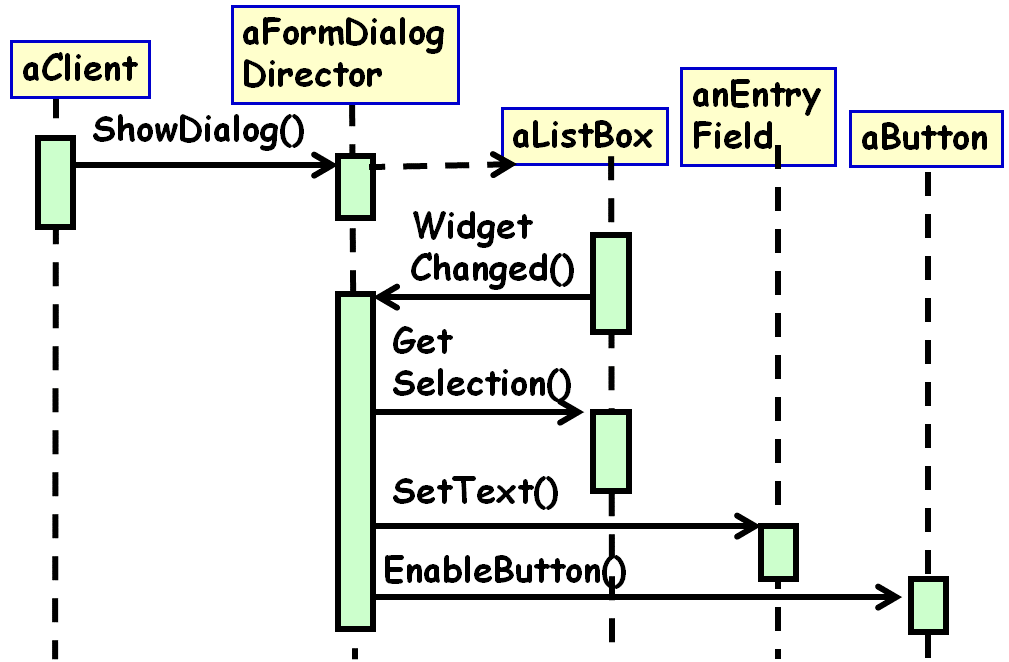 aClient
aFormDialog
Director
aListBox
anEntry
Field
aButton
ShowDialog()
Widget
Changed()
Get
Selection()
SetText()
EnableButton()